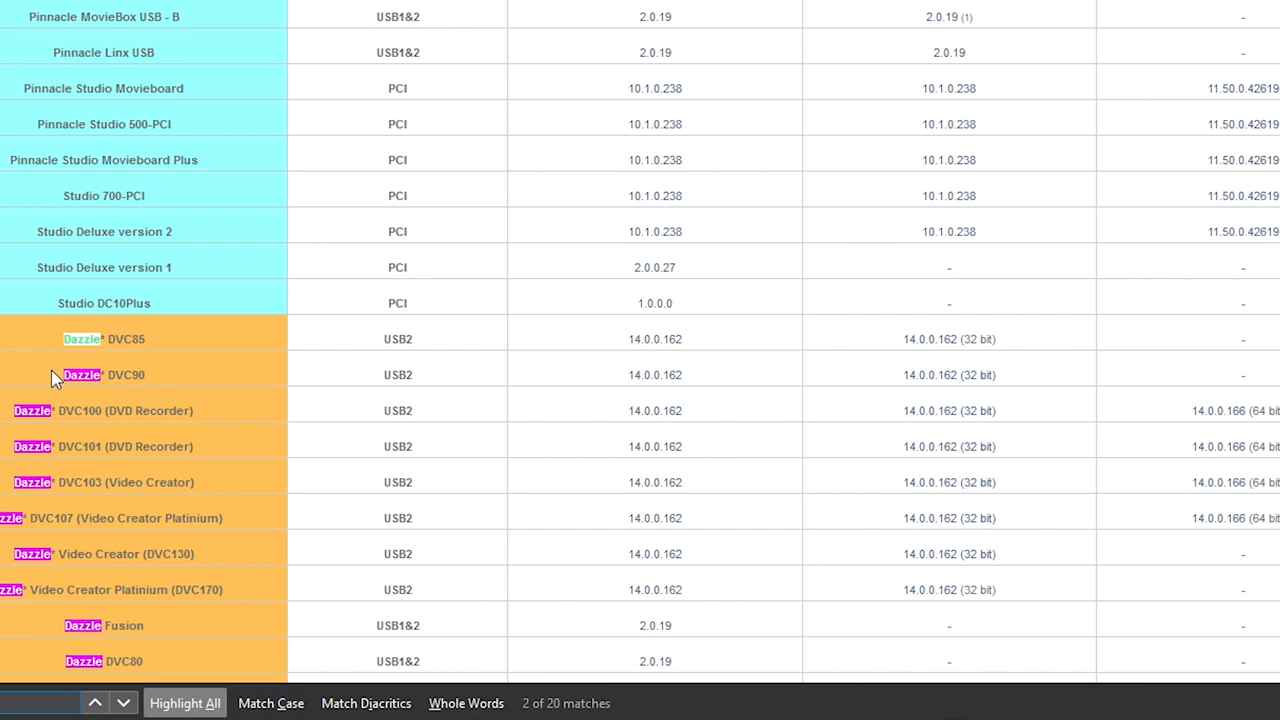 Pinnacle MovieBox USB - B USB1&2 2.0.19 2.0.19 (1) -
Pinnacle Linx USB USB1&2 2.0.19 2.0.19 -
Pinnacle Studio Movieboard PCI 10.1.0.238 10.1.0.238 11.50.0.42619
Pinnacle Studio 500-PCI PCI 10.1.0.238 10.1.0.238 11.50.0.42619
Pinnacle Studio Movieboard Plus PCI 10.1.0.238 10.1.0.238 11.50.0.42619
Studio 700-PCI PCI 10.1.0.238 10.1.0.238 11.50.0.42619
Studio Deluxe version 2 PCI 10.1.0.238 10.1.0.238 11.50.0.42619
Studio Deluxe version 1 PCI 2.0.0.27 - -
Studio DC10Plus PCI 1.0.0.0 - -
Dazzle* DVC85 USB2 14.0.0.162 14.0.0.162 (32 bit) -
Dazzle* DVC90 USB2 14.0.0.162 14.0.0.162 (32 bit) -
Dazzle* DVC100 (DVD Recorder) USB2 14.0.0.162 14.0.0.162 (32 bit) 14.0.0.166 (64 bit
Dazzle* DVC101 (DVD Recorder) USB2 14.0.0.162 14.0.0.162 (32 bit) 14.0.0.166 (64 bit
Dazzle* DVC103 (Video Creator) USB2 14.0.0.162 14.0.0.162 (32 bit) 14.0.0.166 (64 bit
zzle* DVC107 (Video Creator Platinium) USB2 14.0.0.162 14.0.0.162 (32 bit) 14.0.0.166 (64 bit
Dazzle* Video Creator (DVC130) USB2 14.0.0.162 14.0.0.162 (32 bit) -
zzle* Video Creator Platinium (DVC170) USB2 14.0.0.162 14.0.0.162 (32 bit) -
Dazzle Fusion USB1&2 2.0.19 - -
Dazzle DVC80 USB1&2 2.0.19 - -
Highlight All Match Case Match Diacritics Whole Words 2 of 20 matches